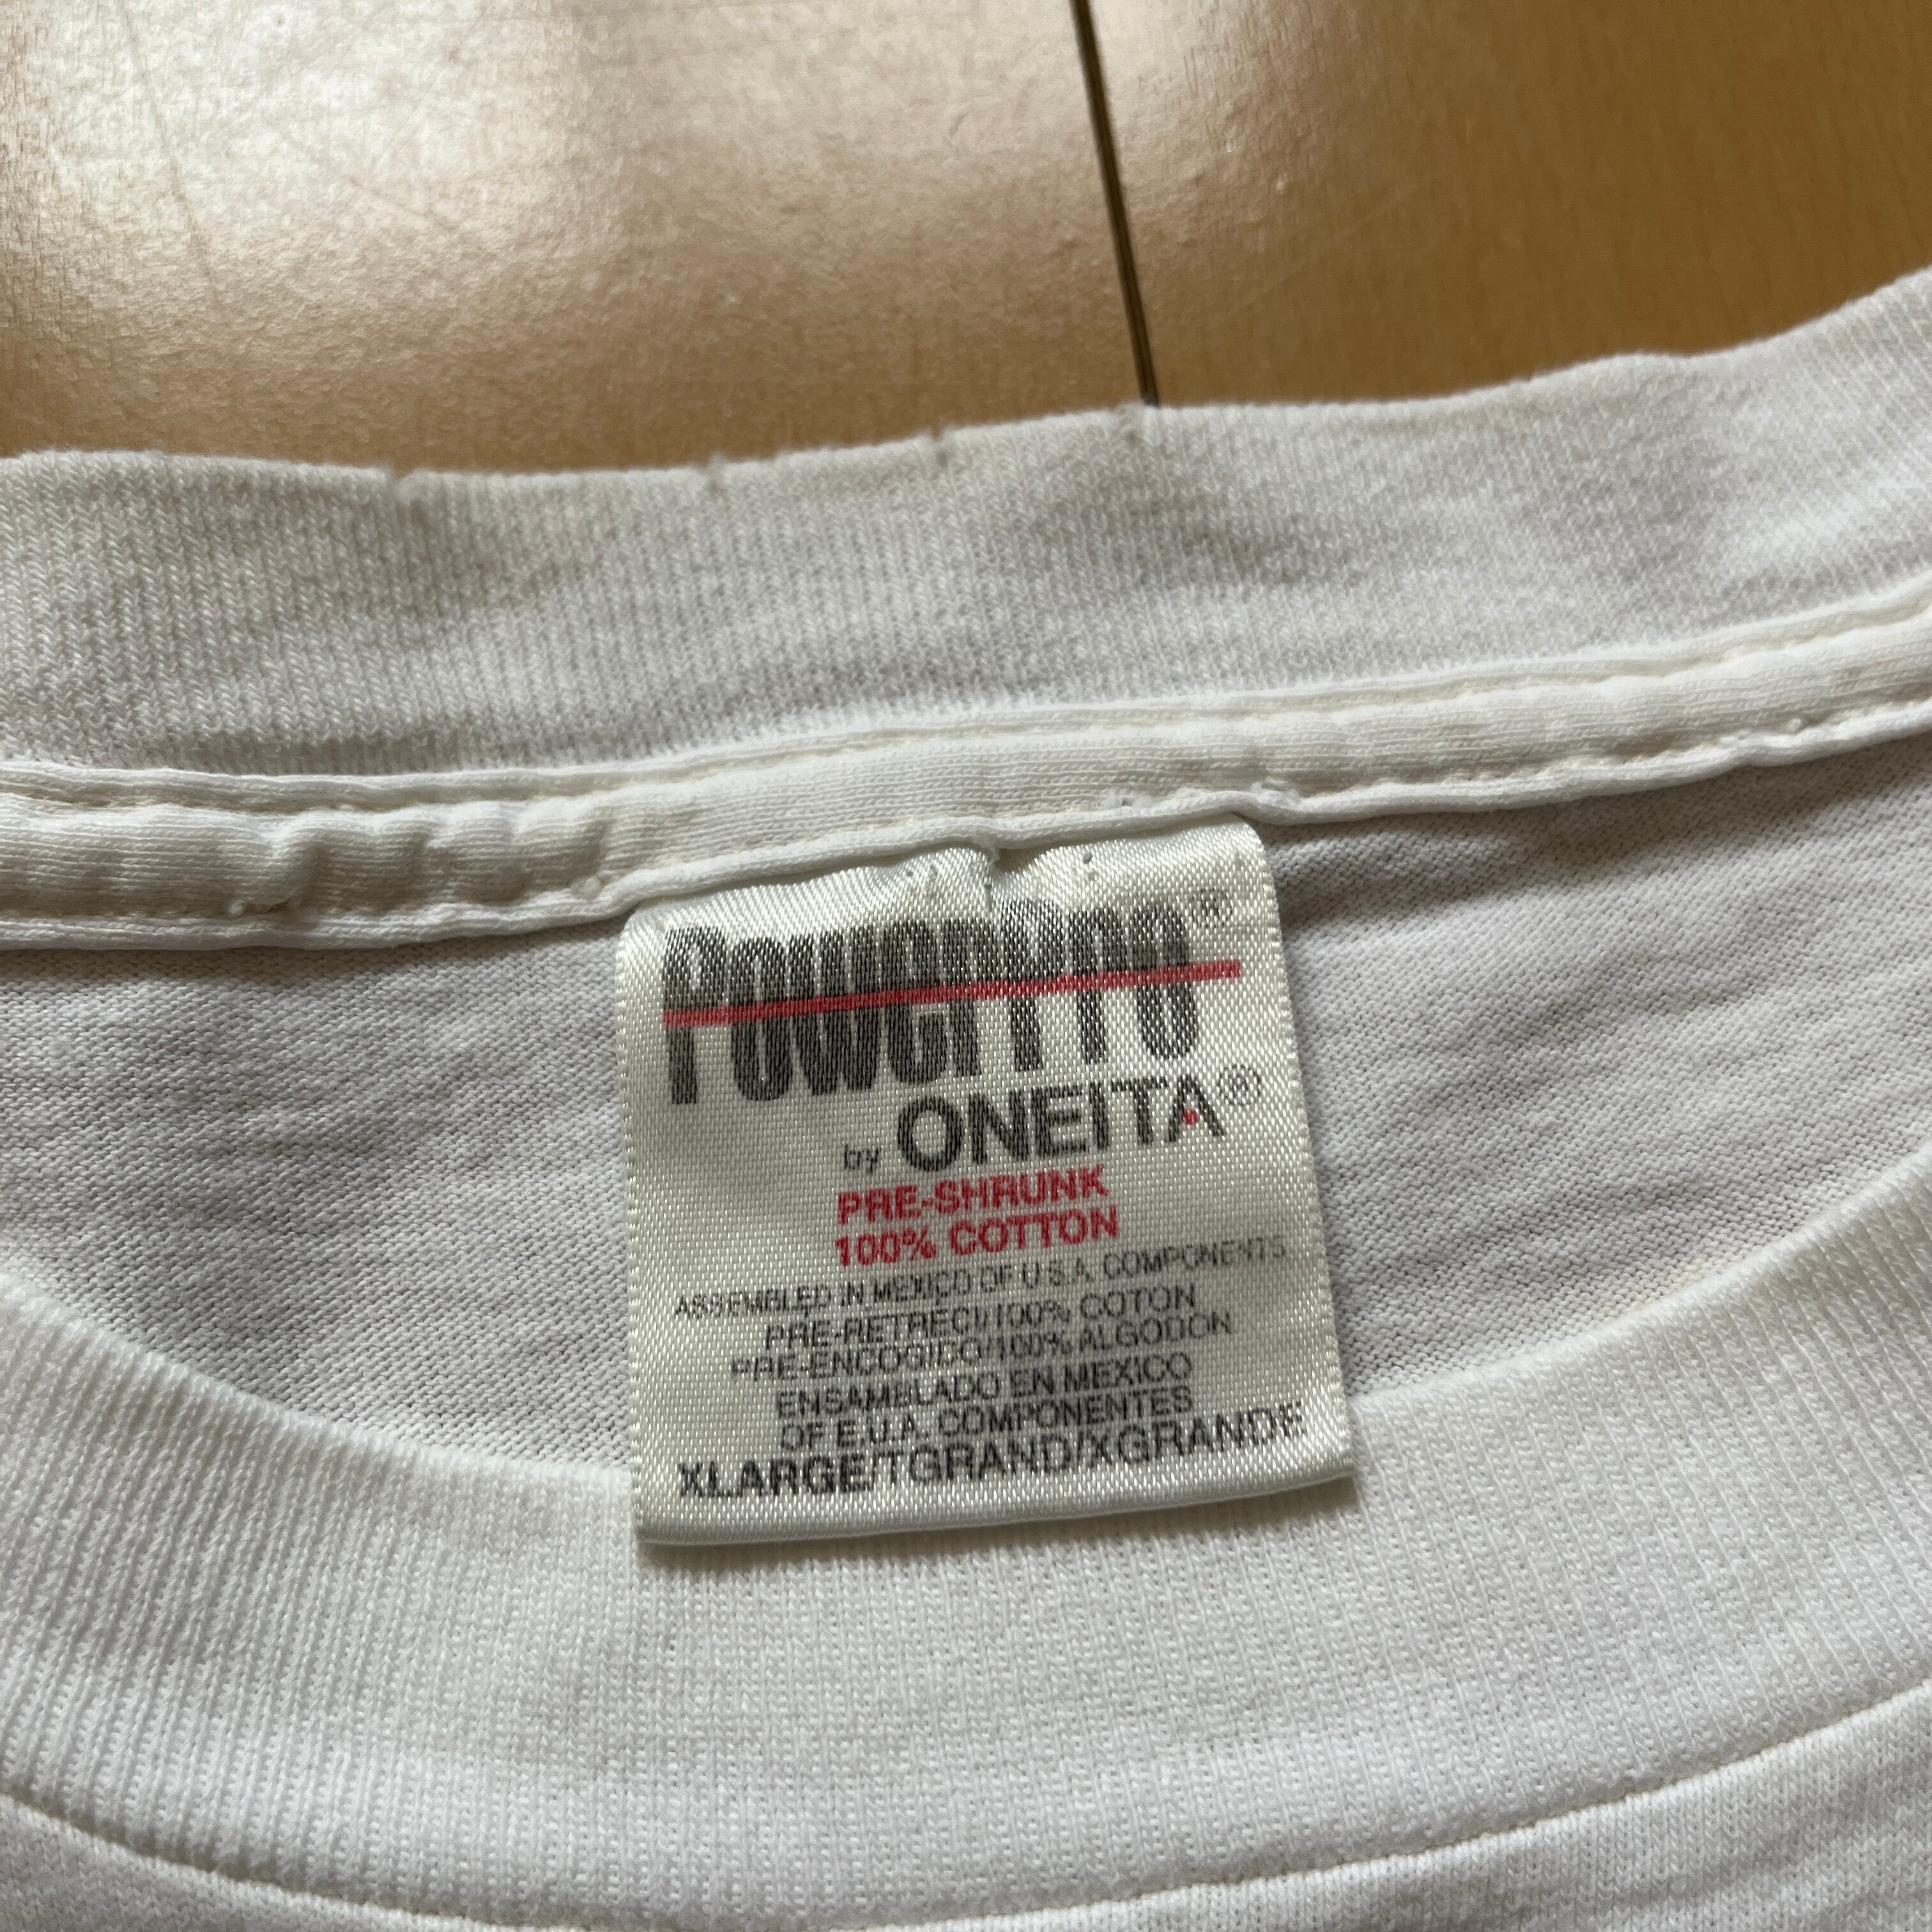 PowerPro®
by ONEITA®
PRE-SHRUNK
100% COTTON
ASSEMBLED IN MEXICO OF U.S.A. COMPONENTS
PRE-RETRECI/100% COTON
PRE-ENCOGIDO/100% ALGODON
ENSAMBLADO EN MEXICO
OF E.U.A. COMPONENTES
XLARGE/TGRAND/XGRANDE